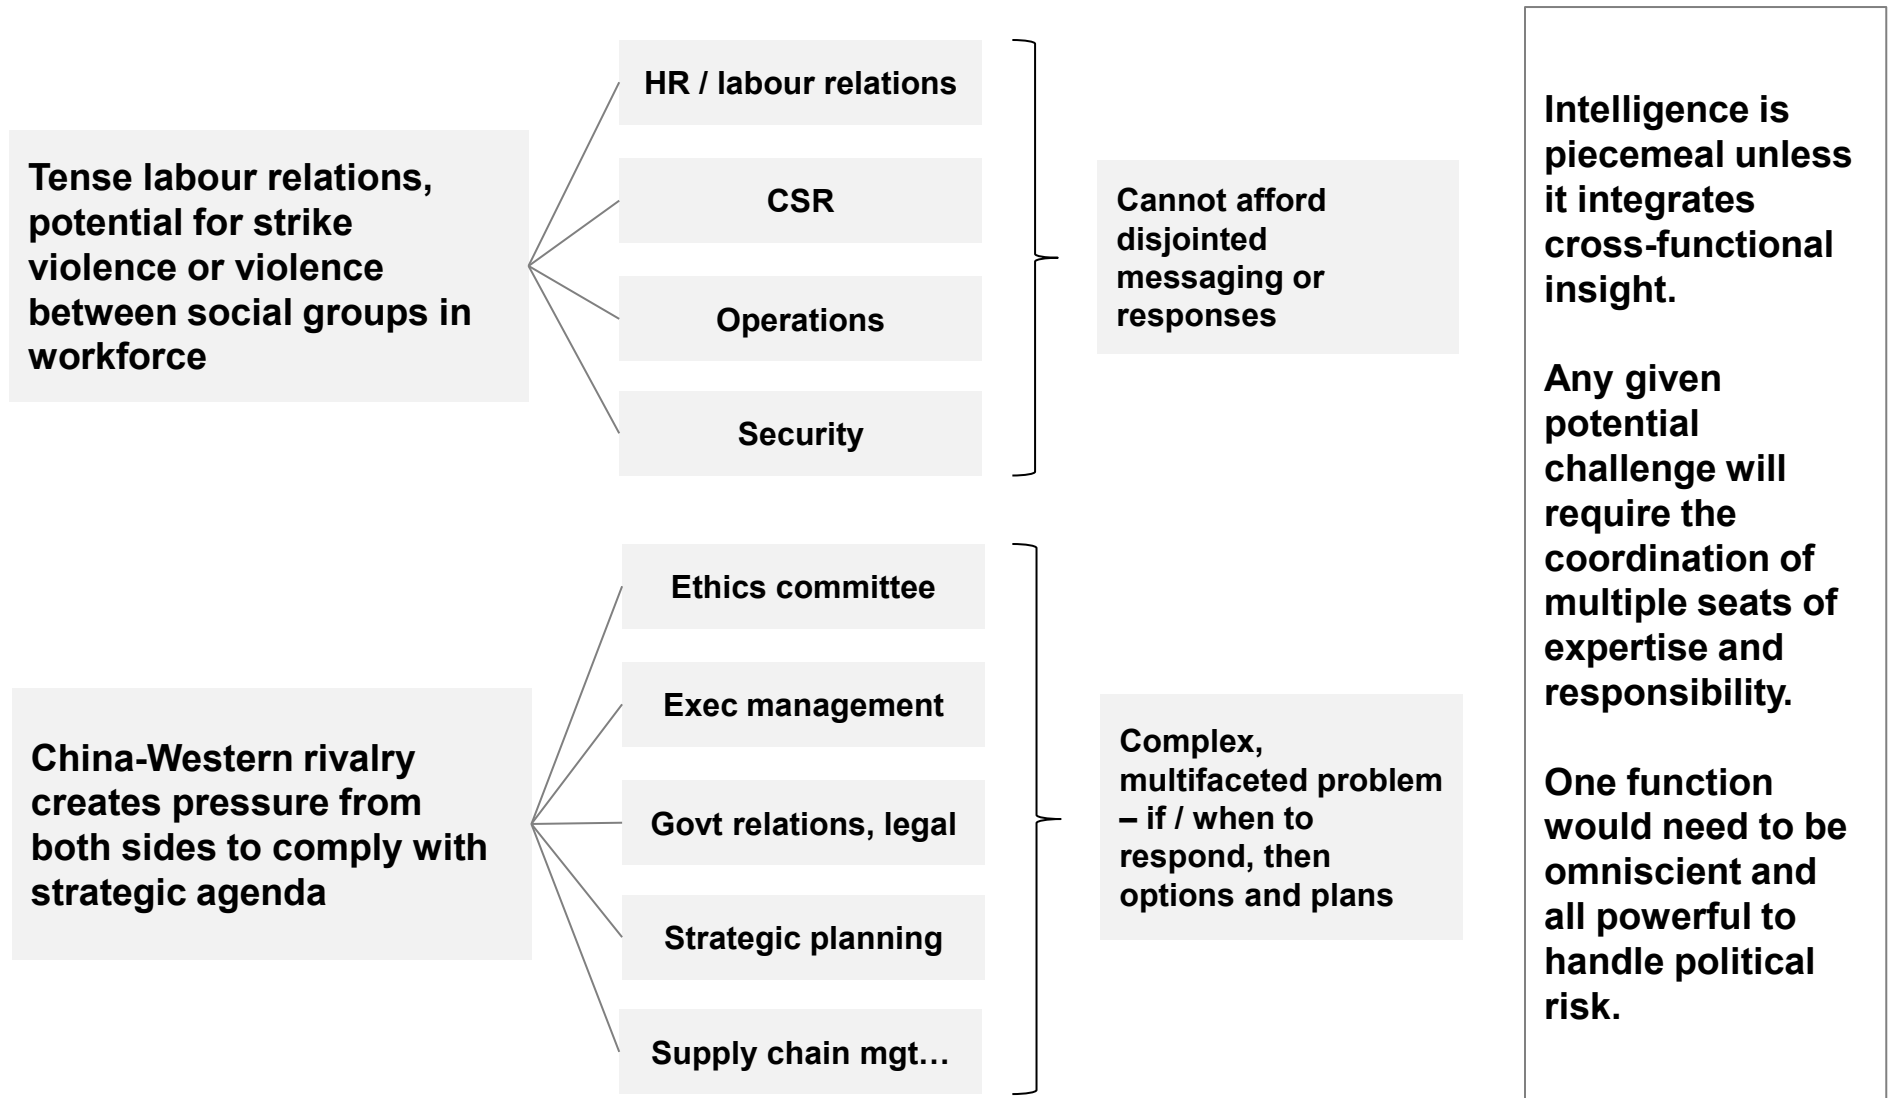 Tense labour relations,
potential for strike
violence or violence
between social groups in
workforce
HR / labour relations
CSR
Operations
Security
Cannot afford
disjointed
messaging or
responses
China-Western rivalry
creates pressure from
both sides to comply with
strategic agenda
Ethics committee
Exec management
Govt relations, legal
Strategic planning
Supply chain mgt…
Complex,
multifaceted problem
– if / when to
respond, then
options and plans
Intelligence is
piecemeal unless
it integrates
cross-functional
insight.
Any given
potential
challenge will
require the
coordination of
multiple seats of
expertise and
responsibility.
One function
would need to be
omniscient and
all powerful to
handle political
risk.